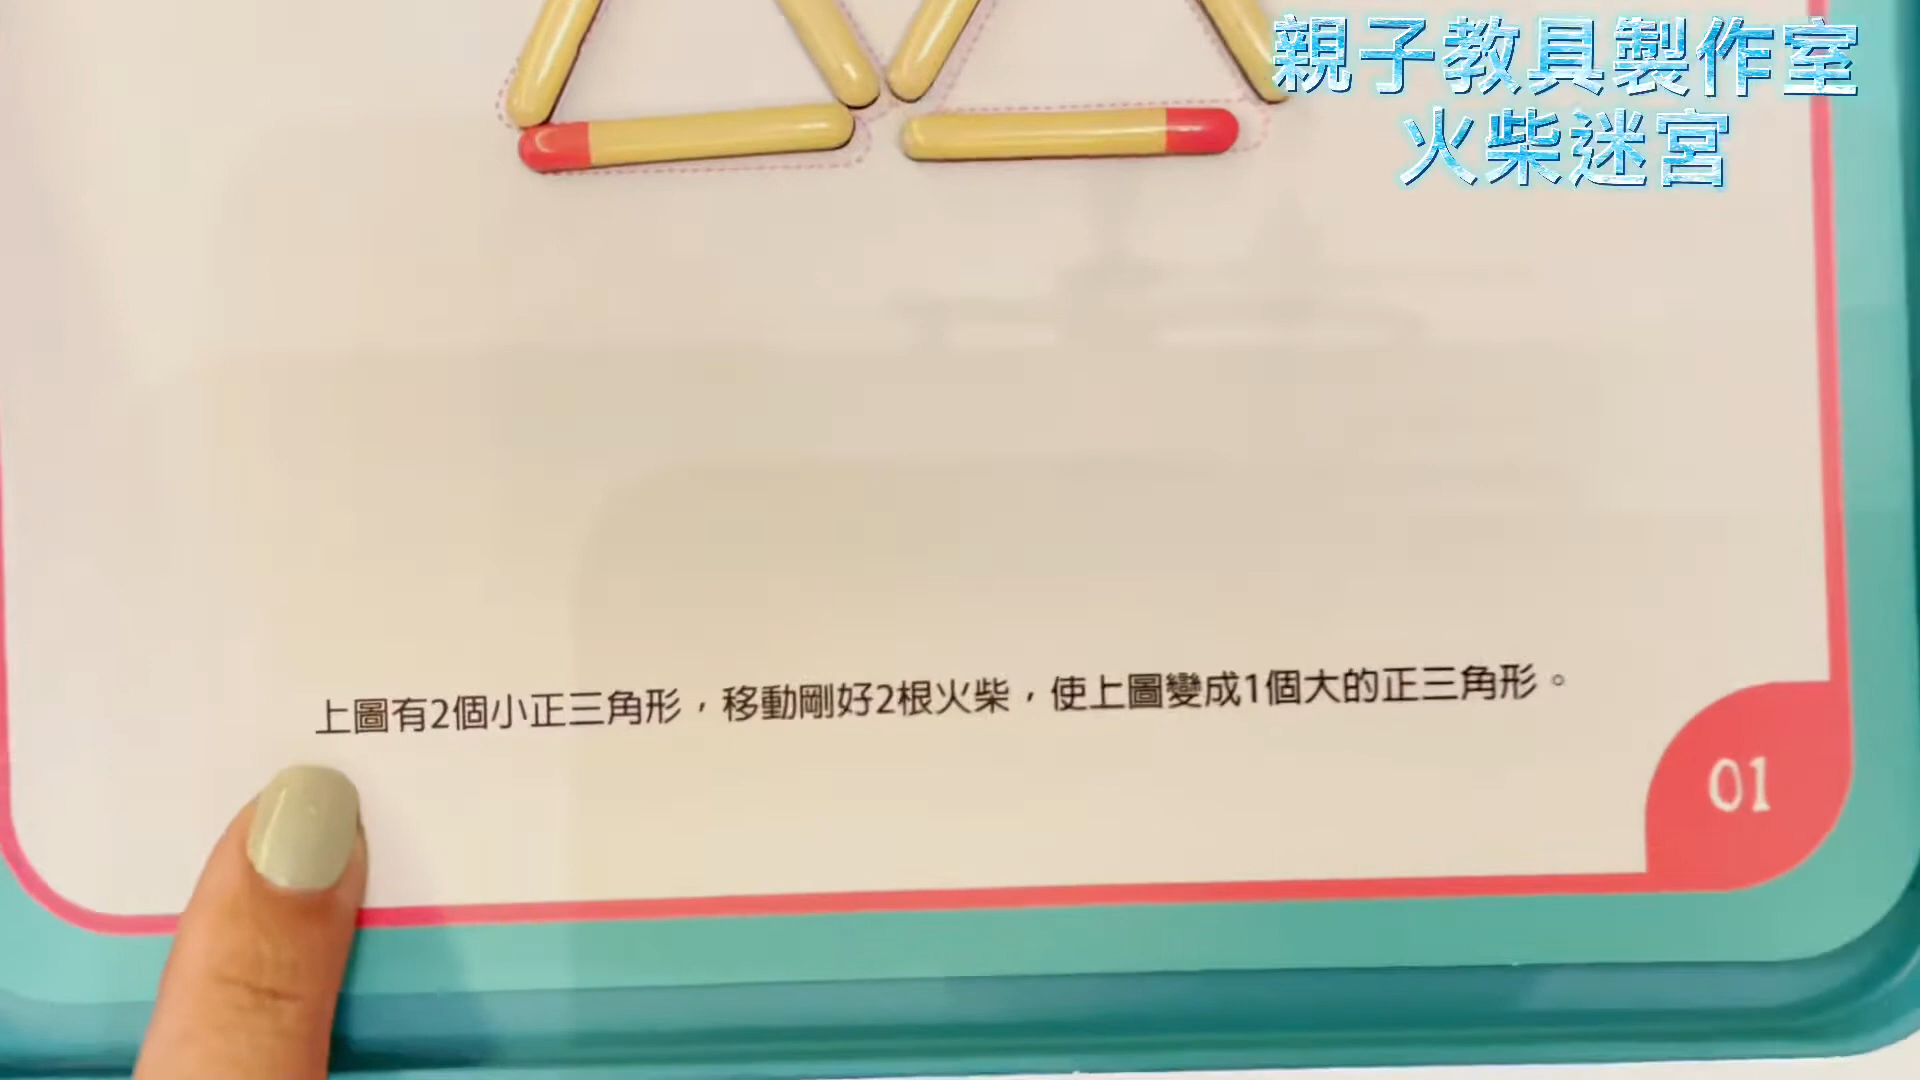 親子教具製作室
火柴迷宮
上圖有2個小正三角形，移動剛好2根火柴，使上圖變成1個大的正三角形。
01